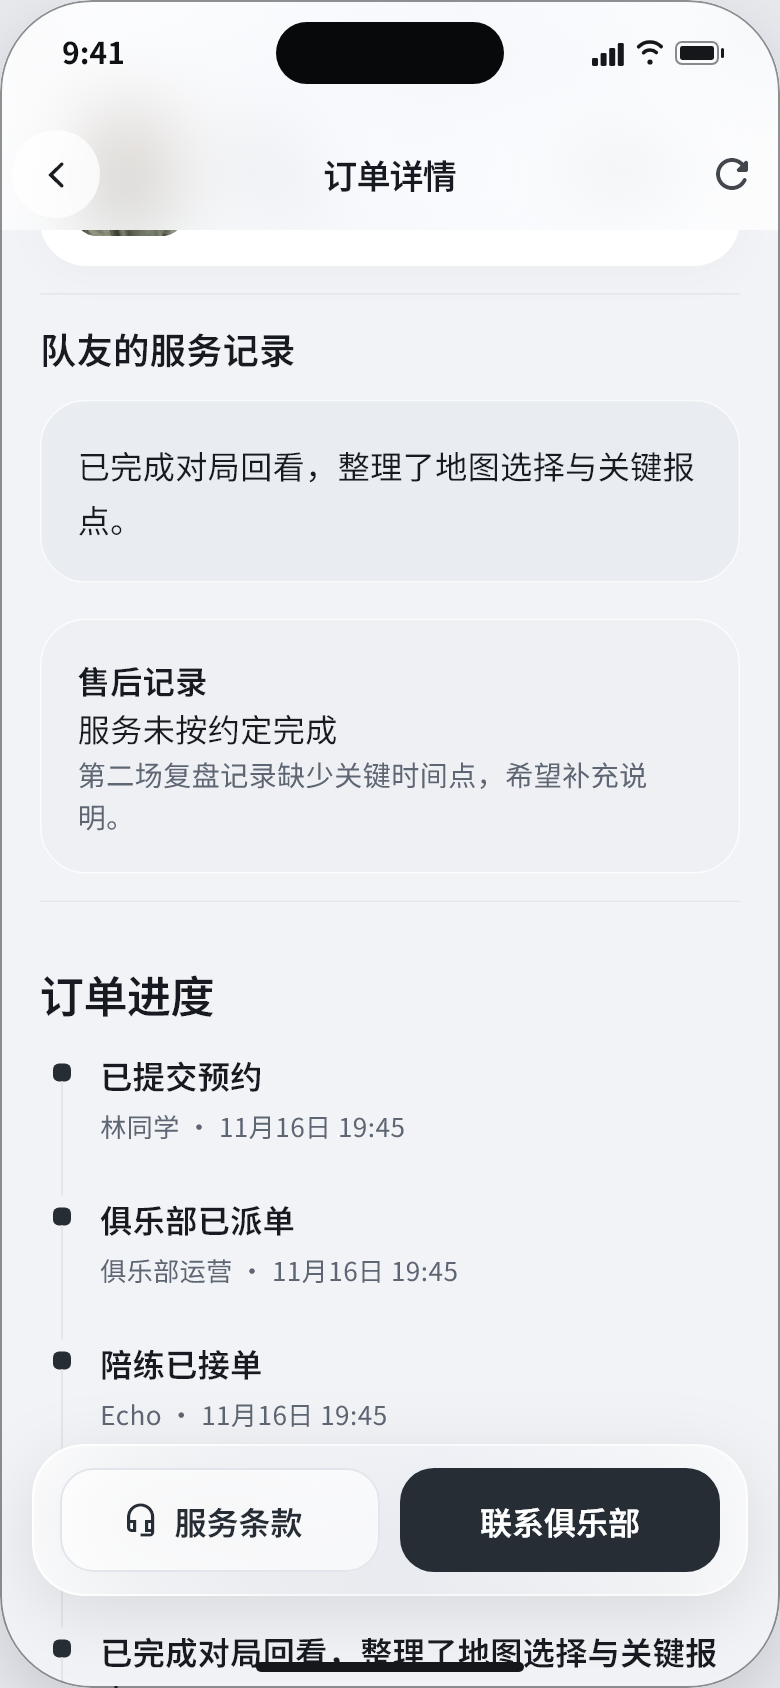 9:41
订单详情
队友的服务记录
已完成对局回看，整理了地图选择与关键报
点。
售后记录
服务未按约定完成
第二场复盘记录缺少关键时间点，希望补充说
明。
订单进度
已提交预约
林同学 · 11月16日 19:45
俱乐部已派单
俱乐部运营 · 11月16日 19:45
陪练已接单
Echo · 11月16日 19:45
服务条款
联系俱乐部
已完成对局回看，整理了地图选择与关键报